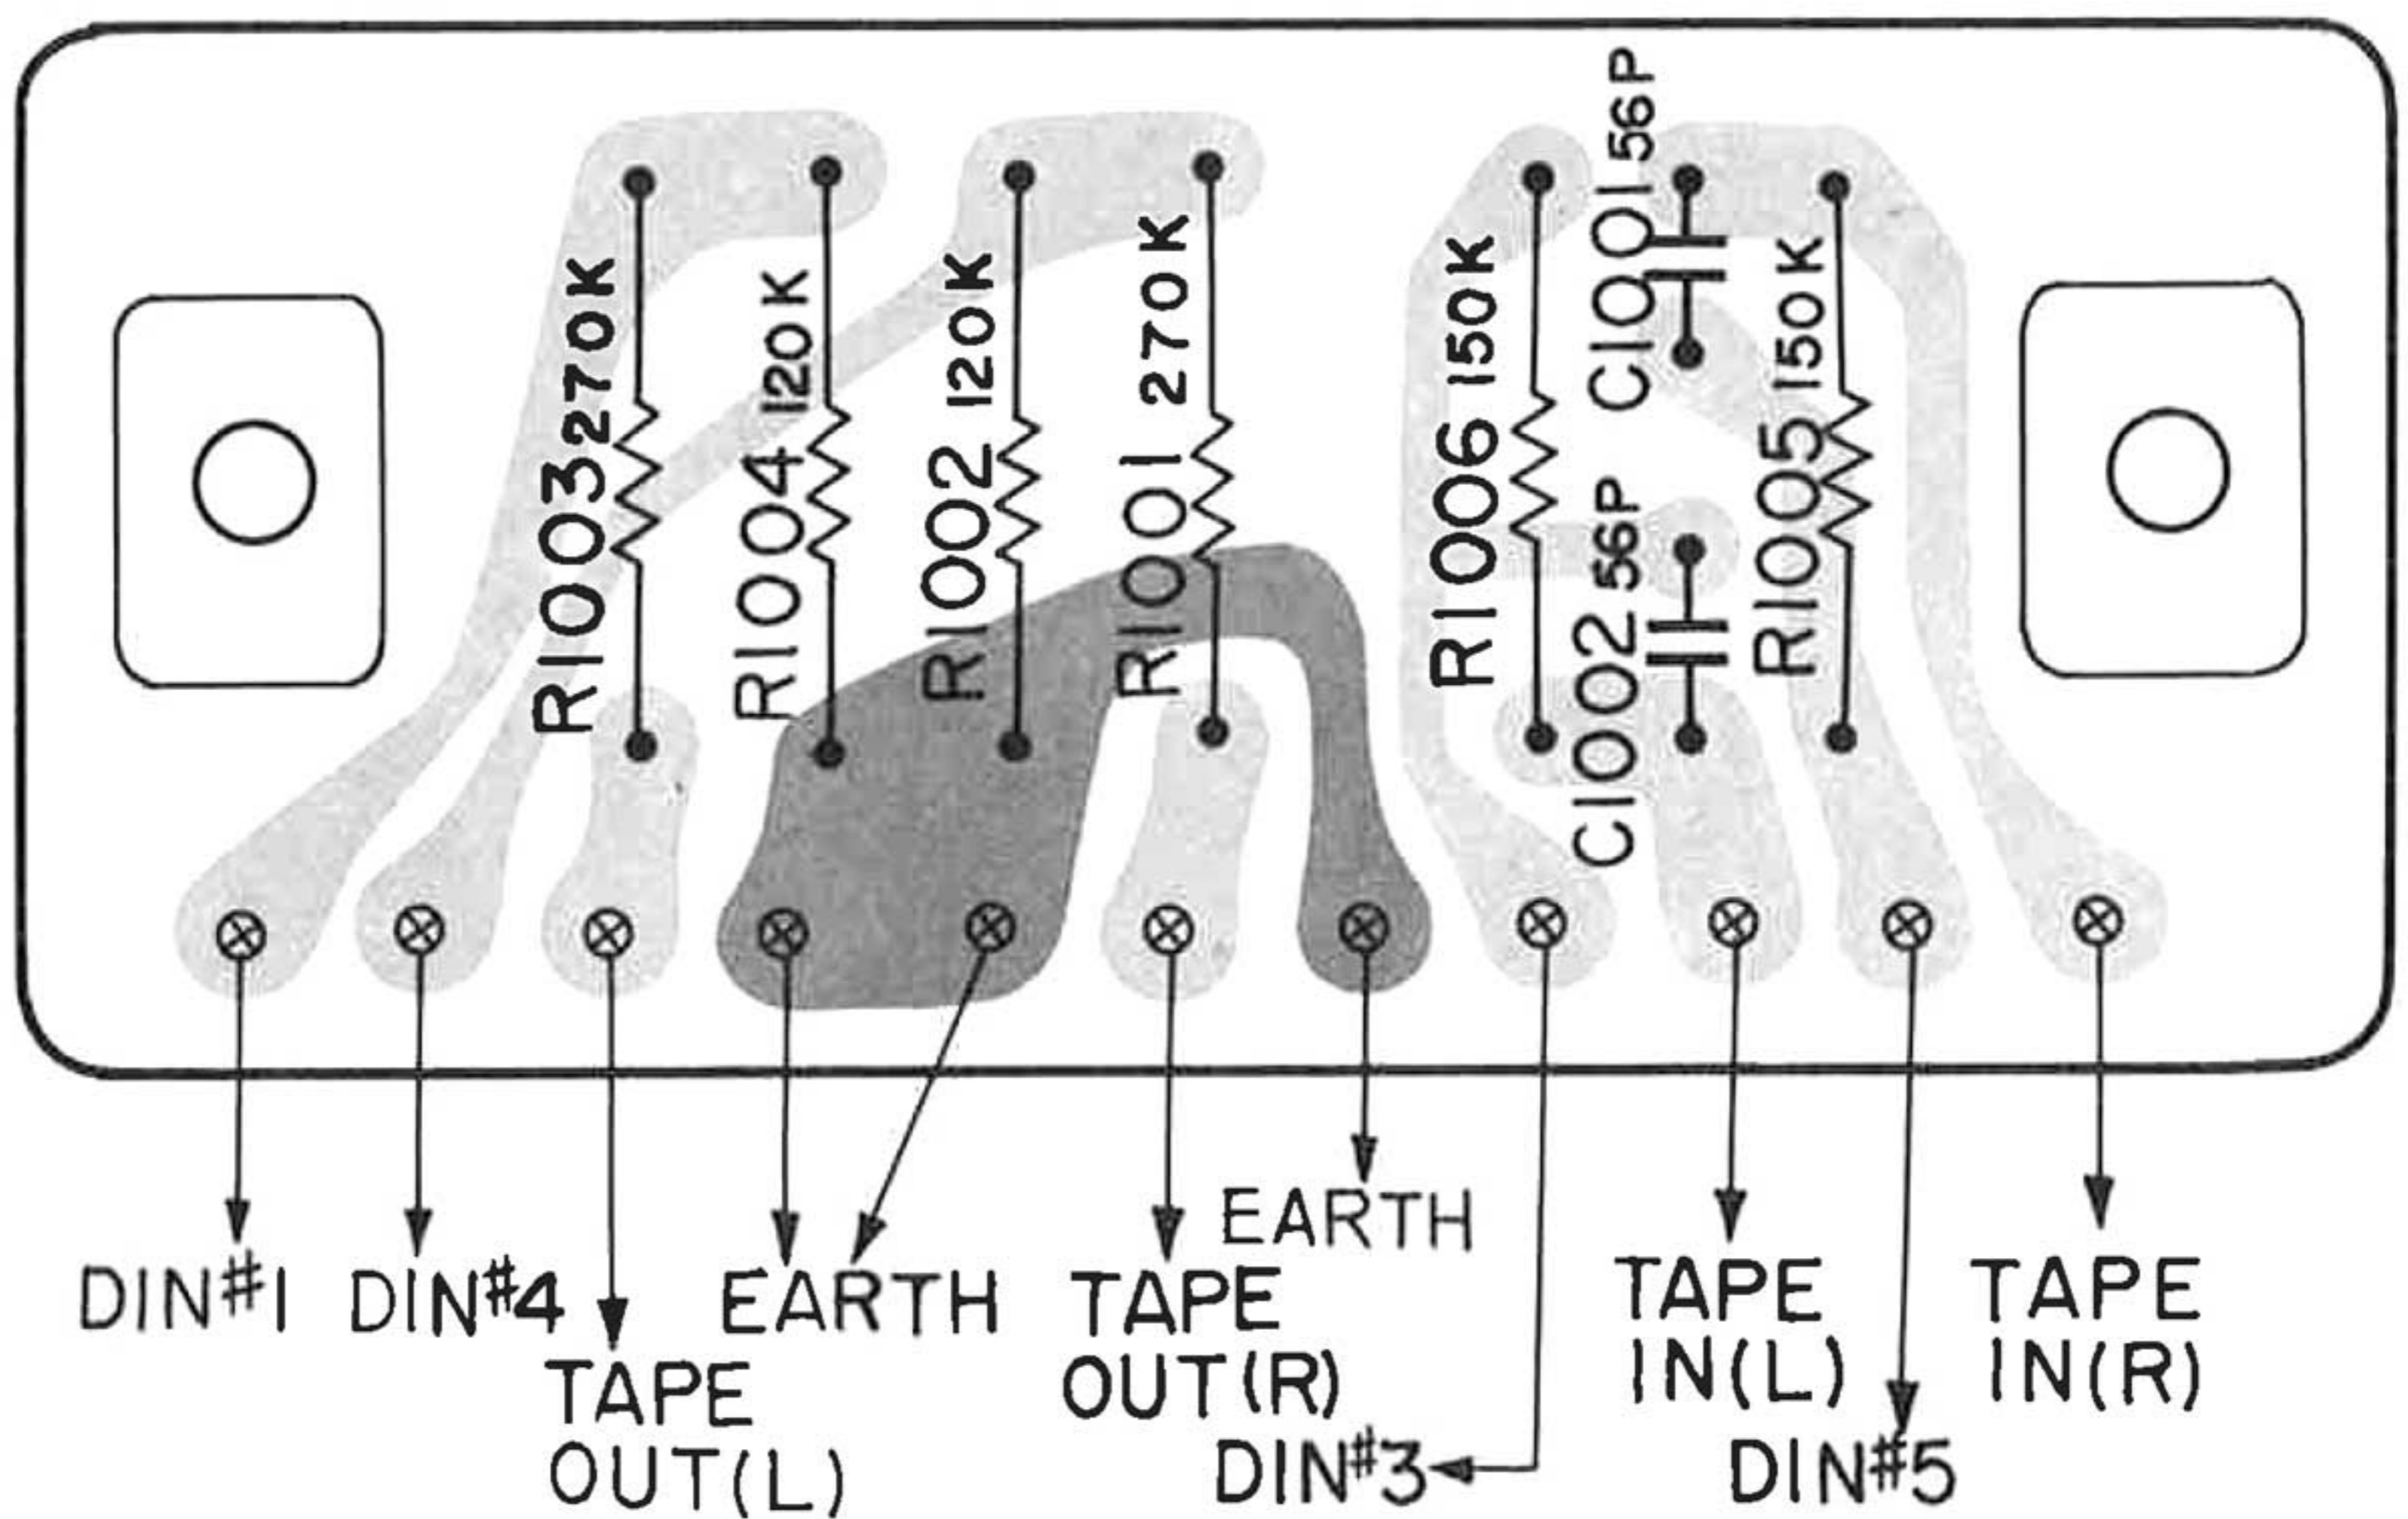 R1003 270K
R1004 120K
R1002 120K
R1001 270K
R1006 150K
C1001 56P
C1002 56P
R1005 150K
DIN#1
DIN#4
TAPE
OUT(L)
EARTH
TAPE
OUT(R)
EARTH
DIN#3
TAPE
IN(L)
DIN#5
TAPE
IN(R)